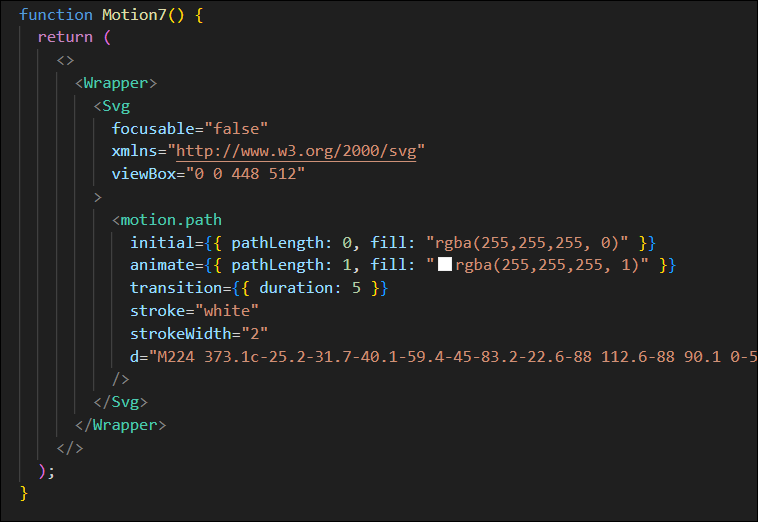 function Motion7() {
return (
<>
<Wrapper>
<Svg
focusable="false"
xmlns="http://www.w3.org/2000/svg"
viewBox="0 0 448 512"
>
<motion.path
initial={{ pathLength: 0, fill: "rgba(255,255,255, 0)" }}
animate={{ pathLength: 1, fill: "rgba(255,255,255, 1)" }}
transition={{ duration: 5 }}
stroke="white"
strokeWidth="2"
d="M224 373.1c-25.2-31.7-40.1-59.4-45-83.2-22.6-88 112.6-88 90.1 0-5
/>
</Svg>
</Wrapper>
</>
);
}